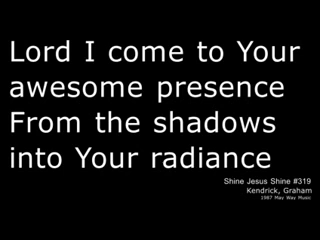 Lord I come to Your
awesome presence
From the shadows
into Your radiance
Shine Jesus Shine #319
Kendrick, Graham
1987 May Way Music